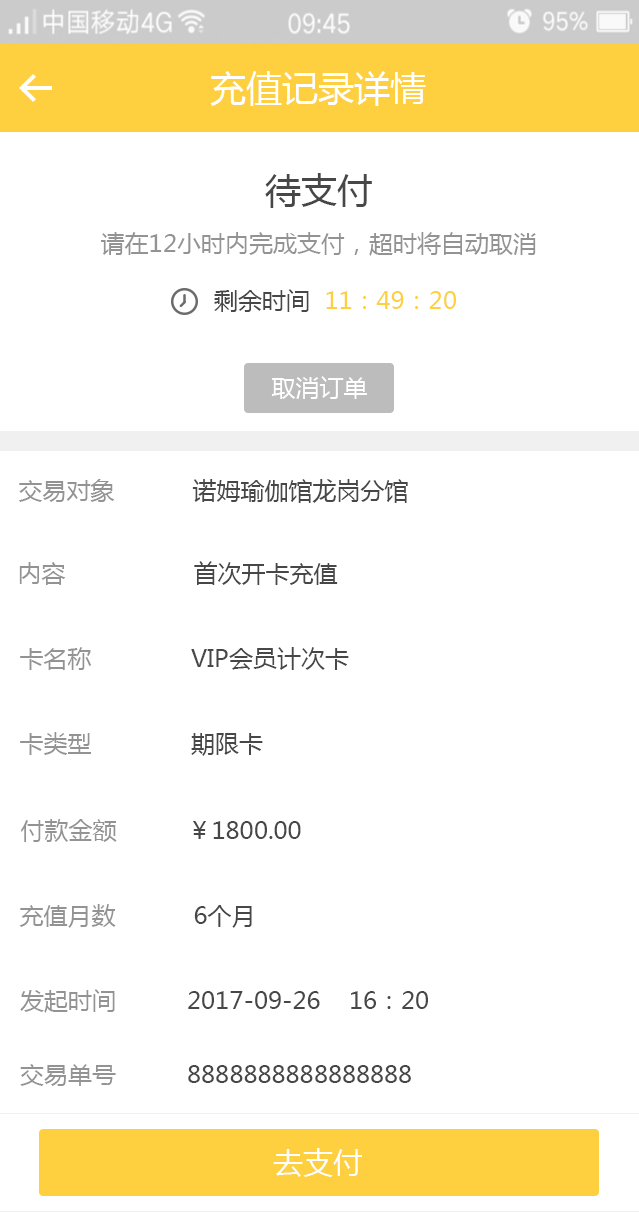 中国移动4G 09:45 95%
充值记录详情
待支付
请在12小时内完成支付，超时将自动取消
剩余时间 11：49：20
取消订单
交易对象 诺姆瑜伽馆龙岗分馆
内容 首次开卡充值
卡名称 VIP会员计次卡
卡类型 期限卡
付款金额 ¥1800.00
充值月数 6个月
发起时间 2017-09-26 16：20
交易单号 8888888888888888
去支付